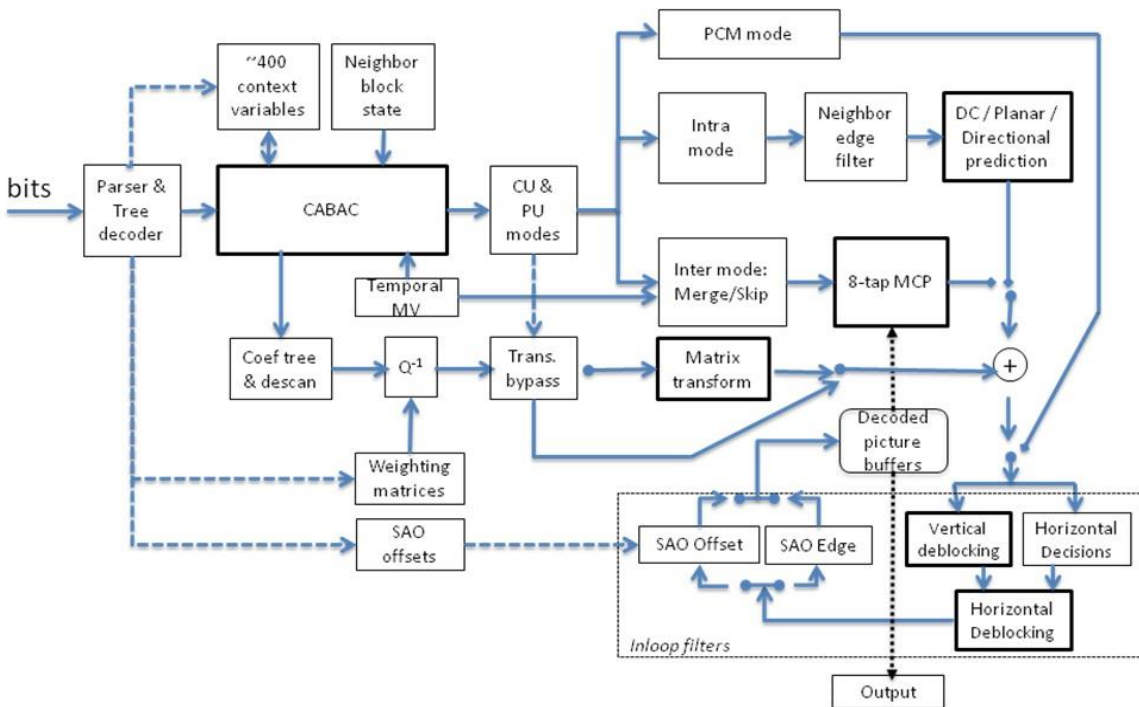 PCM mode
~400
context
variables
Neighbor
block
state
Intra
mode
Neighbor
edge
filter
DC / Planar /
Directional
prediction
bits
Parser &
Tree
decoder
CABAC
CU &
PU
modes
Temporal
MV
Inter mode:
Merge/Skip
8-tap MCP
Coef tree
& descan
Q⁻¹
Trans.
bypass
Matrix
transform
+
Decoded
picture
buffers
Weighting
matrices
SAO
offsets
SAO Offset
SAO Edge
Vertical
deblocking
Horizontal
Decisions
Horizontal
Deblocking
Inloop filters
Output